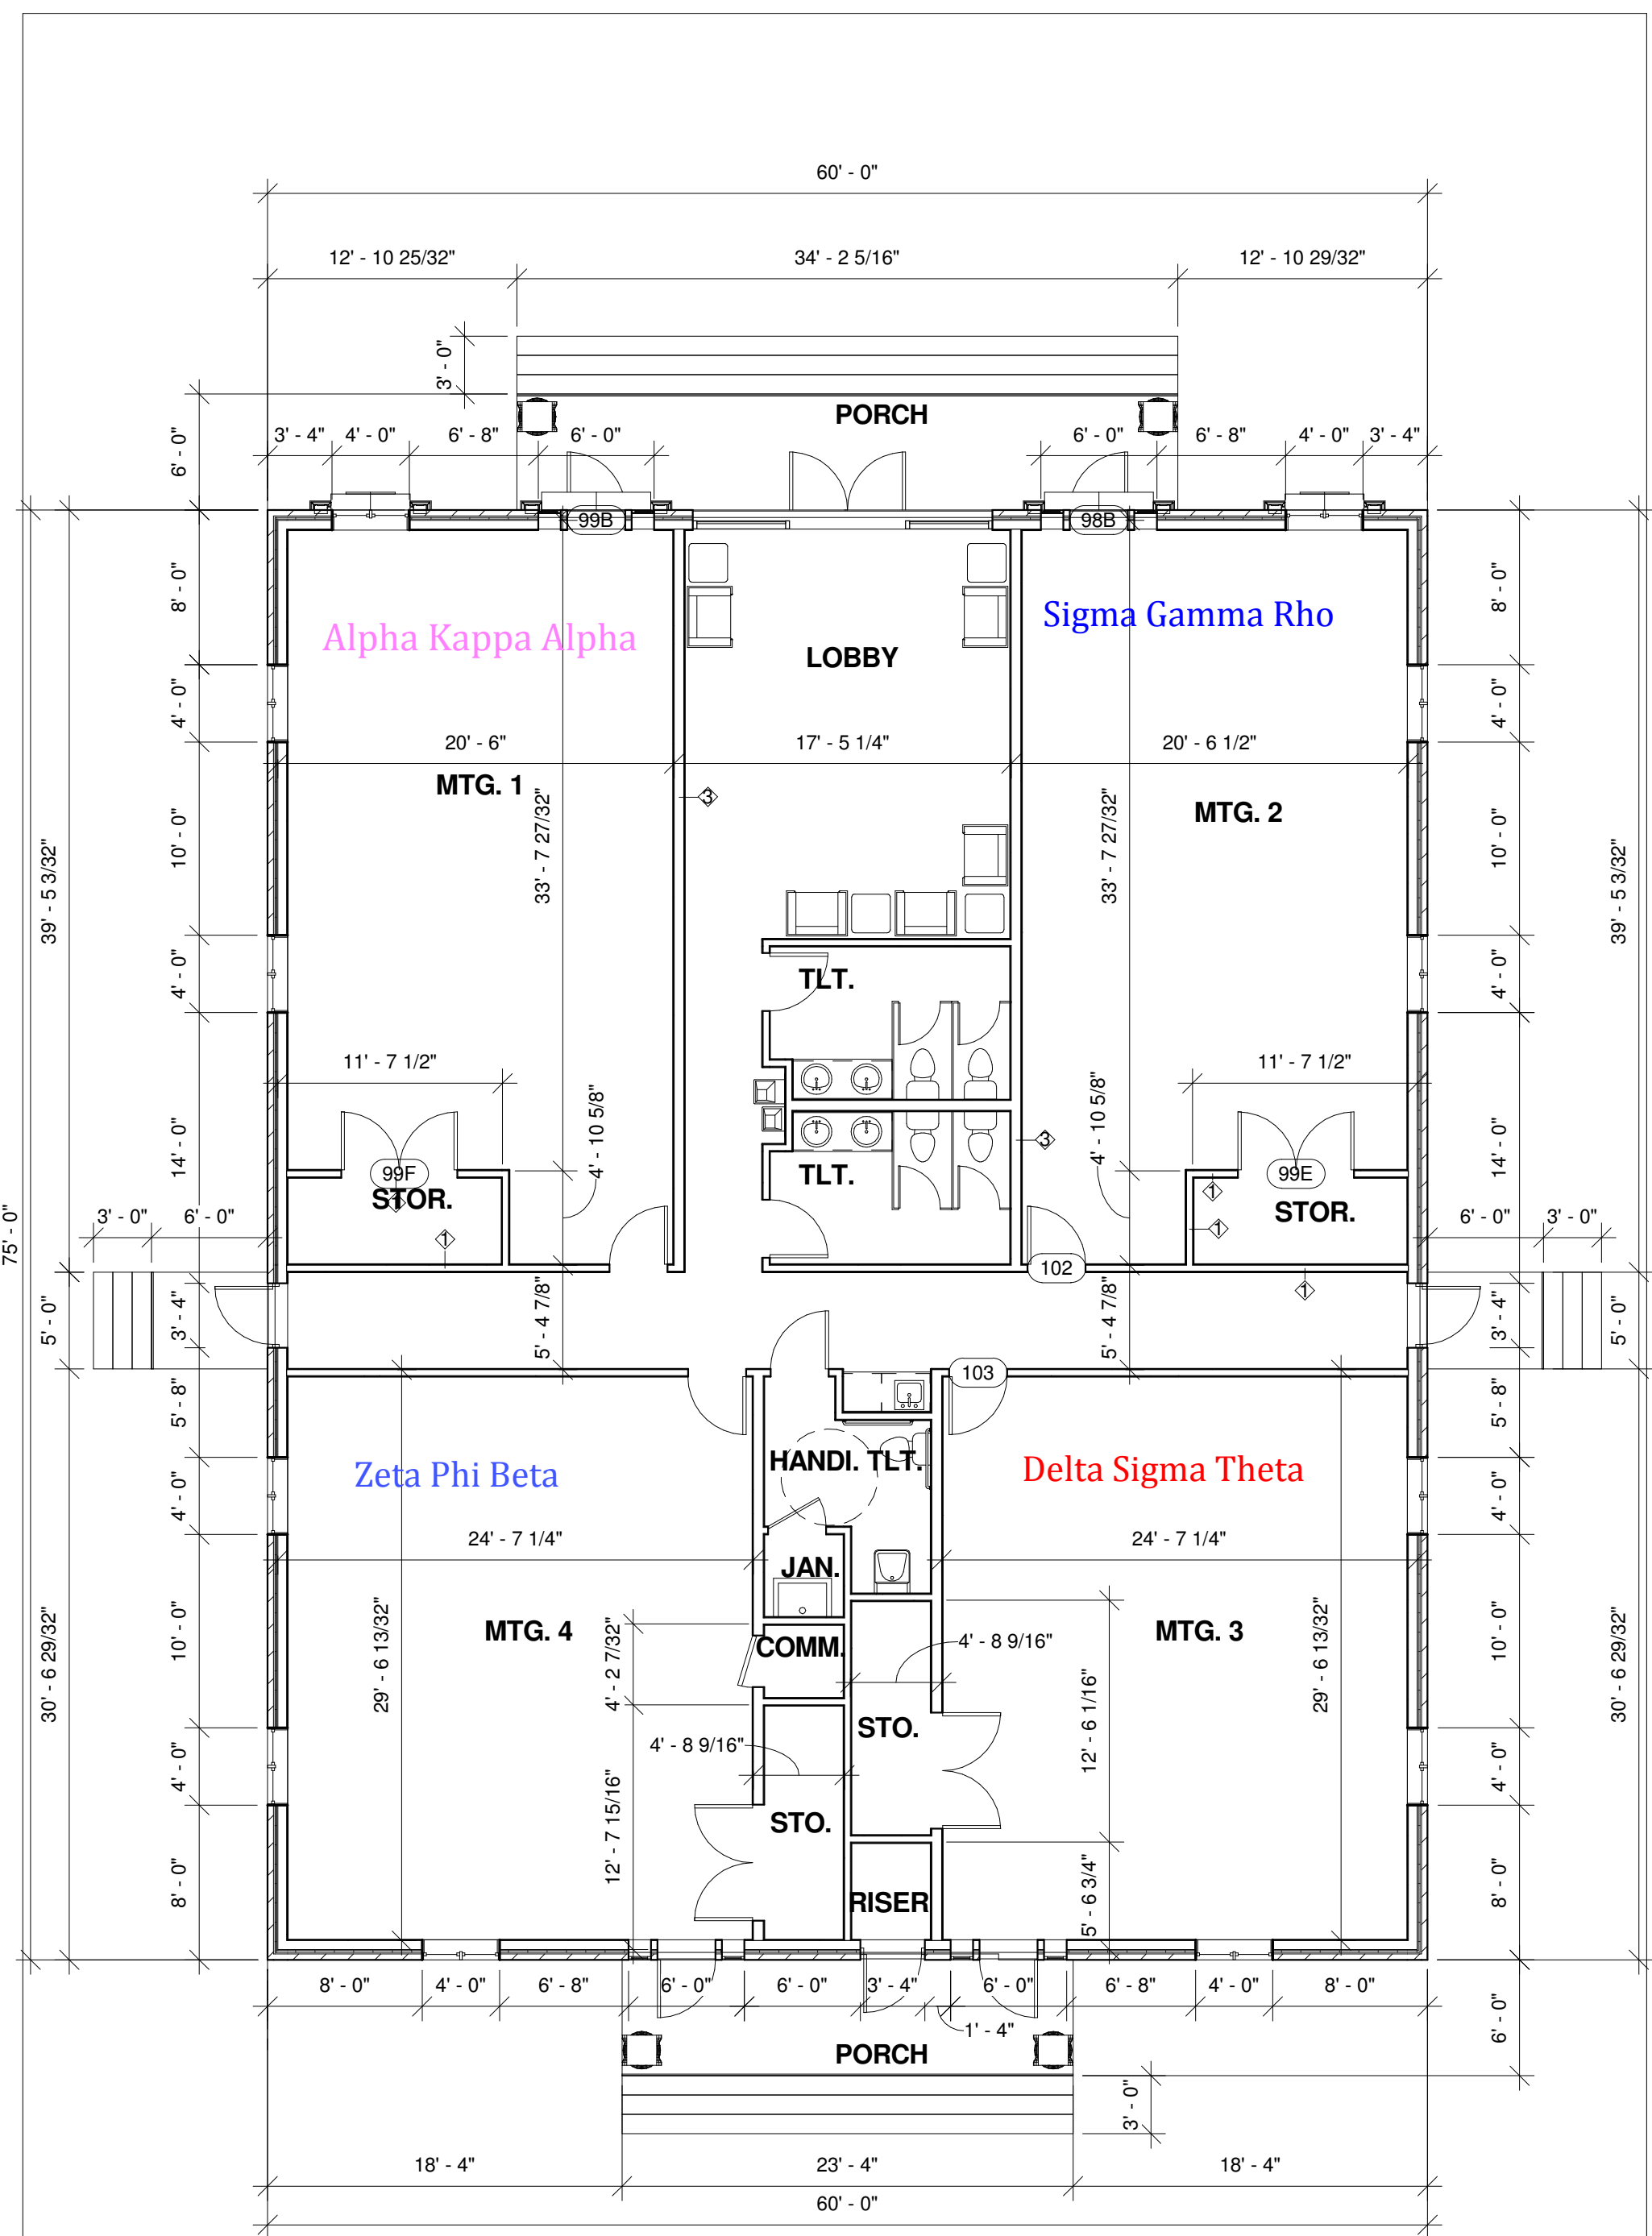 60' - 0"
12' - 10 25/32" 34' - 2 5/16" 12' - 10 29/32"
3' - 0"
PORCH
6' - 0"
3' - 4" 4' - 0" 6' - 8" 6' - 0" 6' - 0" 6' - 8" 4' - 0" 3' - 4"
99B 98B
8' - 0" 8' - 0"
Alpha Kappa Alpha
Sigma Gamma Rho
LOBBY
4' - 0" 4' - 0"
20' - 6" 17' - 5 1/4" 20' - 6 1/2"
MTG. 1
3
MTG. 2
33' - 7 27/32" 33' - 7 27/32"
10' - 0" 10' - 0"
39' - 5 3/32" 39' - 5 3/32"
4' - 0" 4' - 0"
TLT.
11' - 7 1/2" 11' - 7 1/2"
4' - 10 5/8" 4' - 10 5/8"
3
14' - 0" 14' - 0"
99F 99E
TLT.
STOR.
1
1
STOR.
1
1
1
75' - 0"
3' - 0" 6' - 0" 6' - 0" 3' - 0"
102
1
5' - 0" 3' - 4" 5' - 4 7/8" 5' - 4 7/8" 3' - 4" 5' - 0"
103
5' - 8" 5' - 8"
HANDI. TLT.
Zeta Phi Beta
Delta Sigma Theta
4' - 0" 4' - 0"
24' - 7 1/4" 24' - 7 1/4"
JAN.
MTG. 4
MTG. 3
COMM.
4' - 8 9/16"
10' - 0" 10' - 0"
30' - 6 29/32" 29' - 6 13/32" 4' - 2 7/32" 29' - 6 13/32" 30' - 6 29/32"
STO.
12' - 6 1/16"
4' - 8 9/16"
4' - 0" 4' - 0"
STO.
12' - 7 15/16"
8' - 0" 8' - 0"
RISER
5' - 6 3/4"
8' - 0" 4' - 0" 6' - 8" 6' - 0" 6' - 0" 3' - 4" 6' - 0" 6' - 8" 4' - 0" 8' - 0"
1' - 4"
6' - 0"
PORCH
3' - 0"
18' - 4" 23' - 4" 18' - 4"
60' - 0"